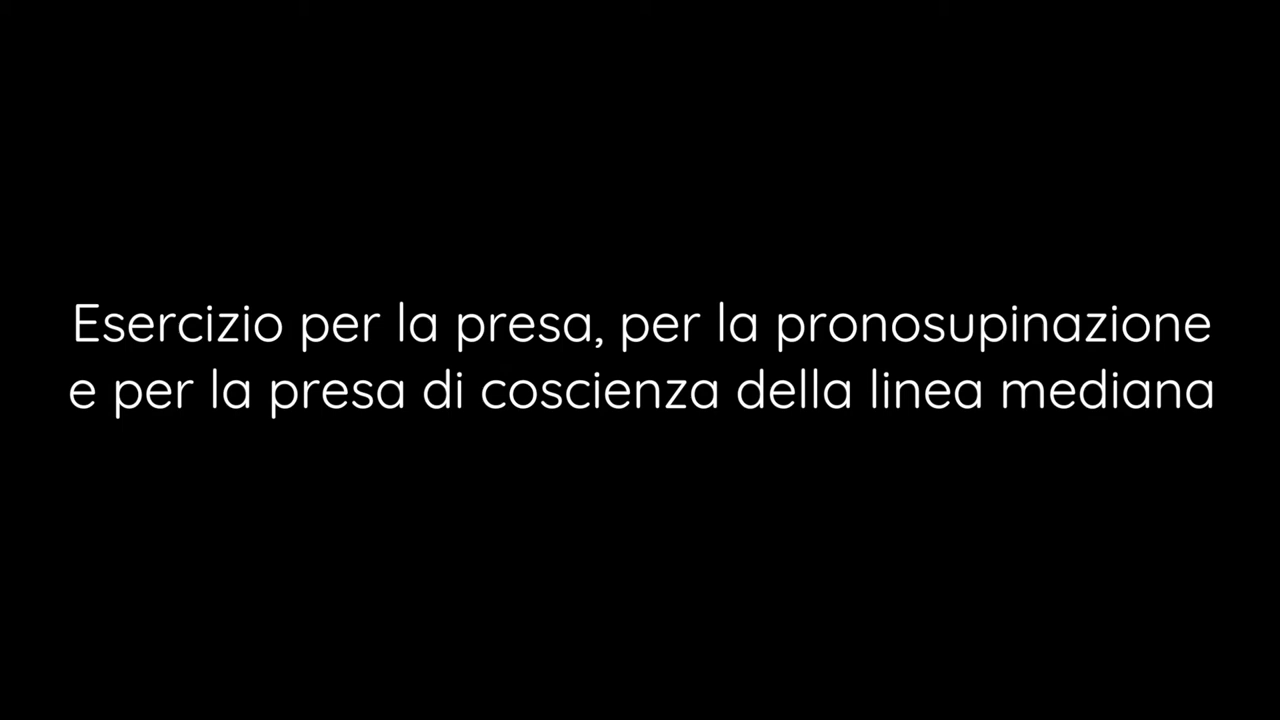 Esercizio per la presa, per la pronosupinazione
e per la presa di coscienza della linea mediana